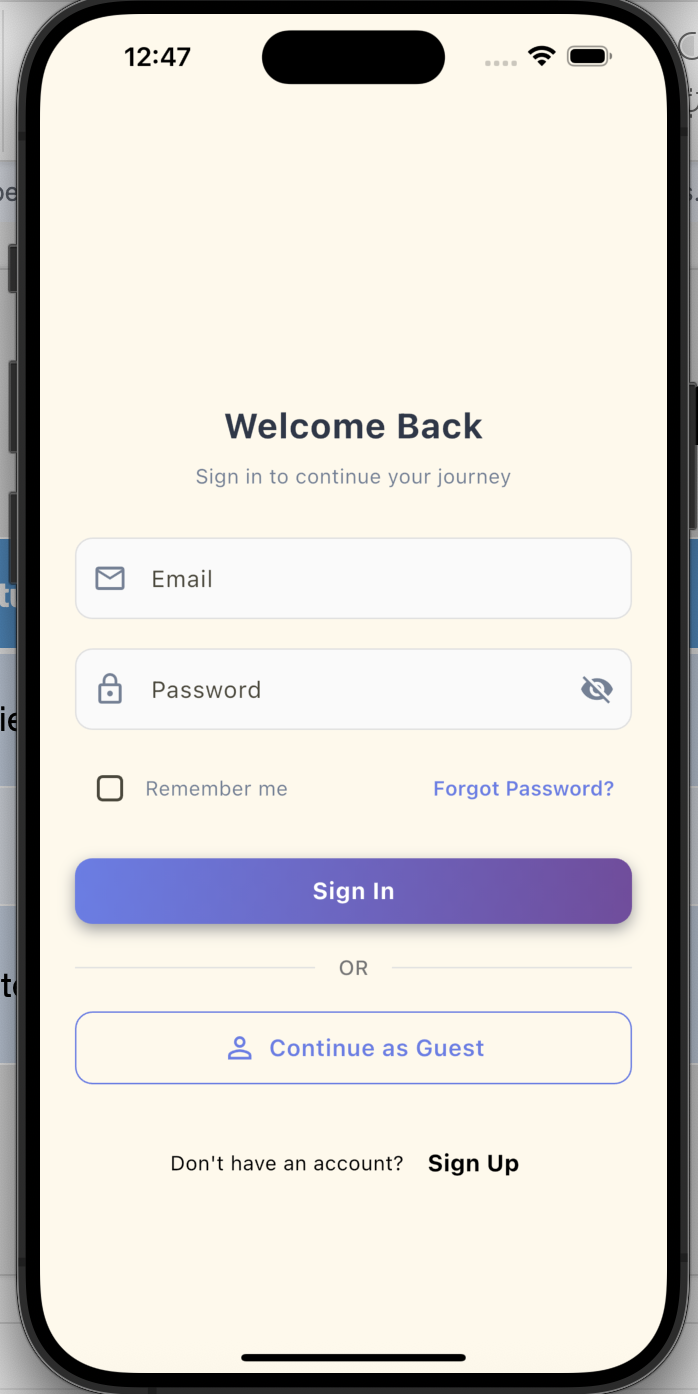 12:47
Welcome Back
Sign in to continue your journey
Email
Password
Remember me
Forgot Password?
Sign In
OR
Continue as Guest
Don't have an account? Sign Up